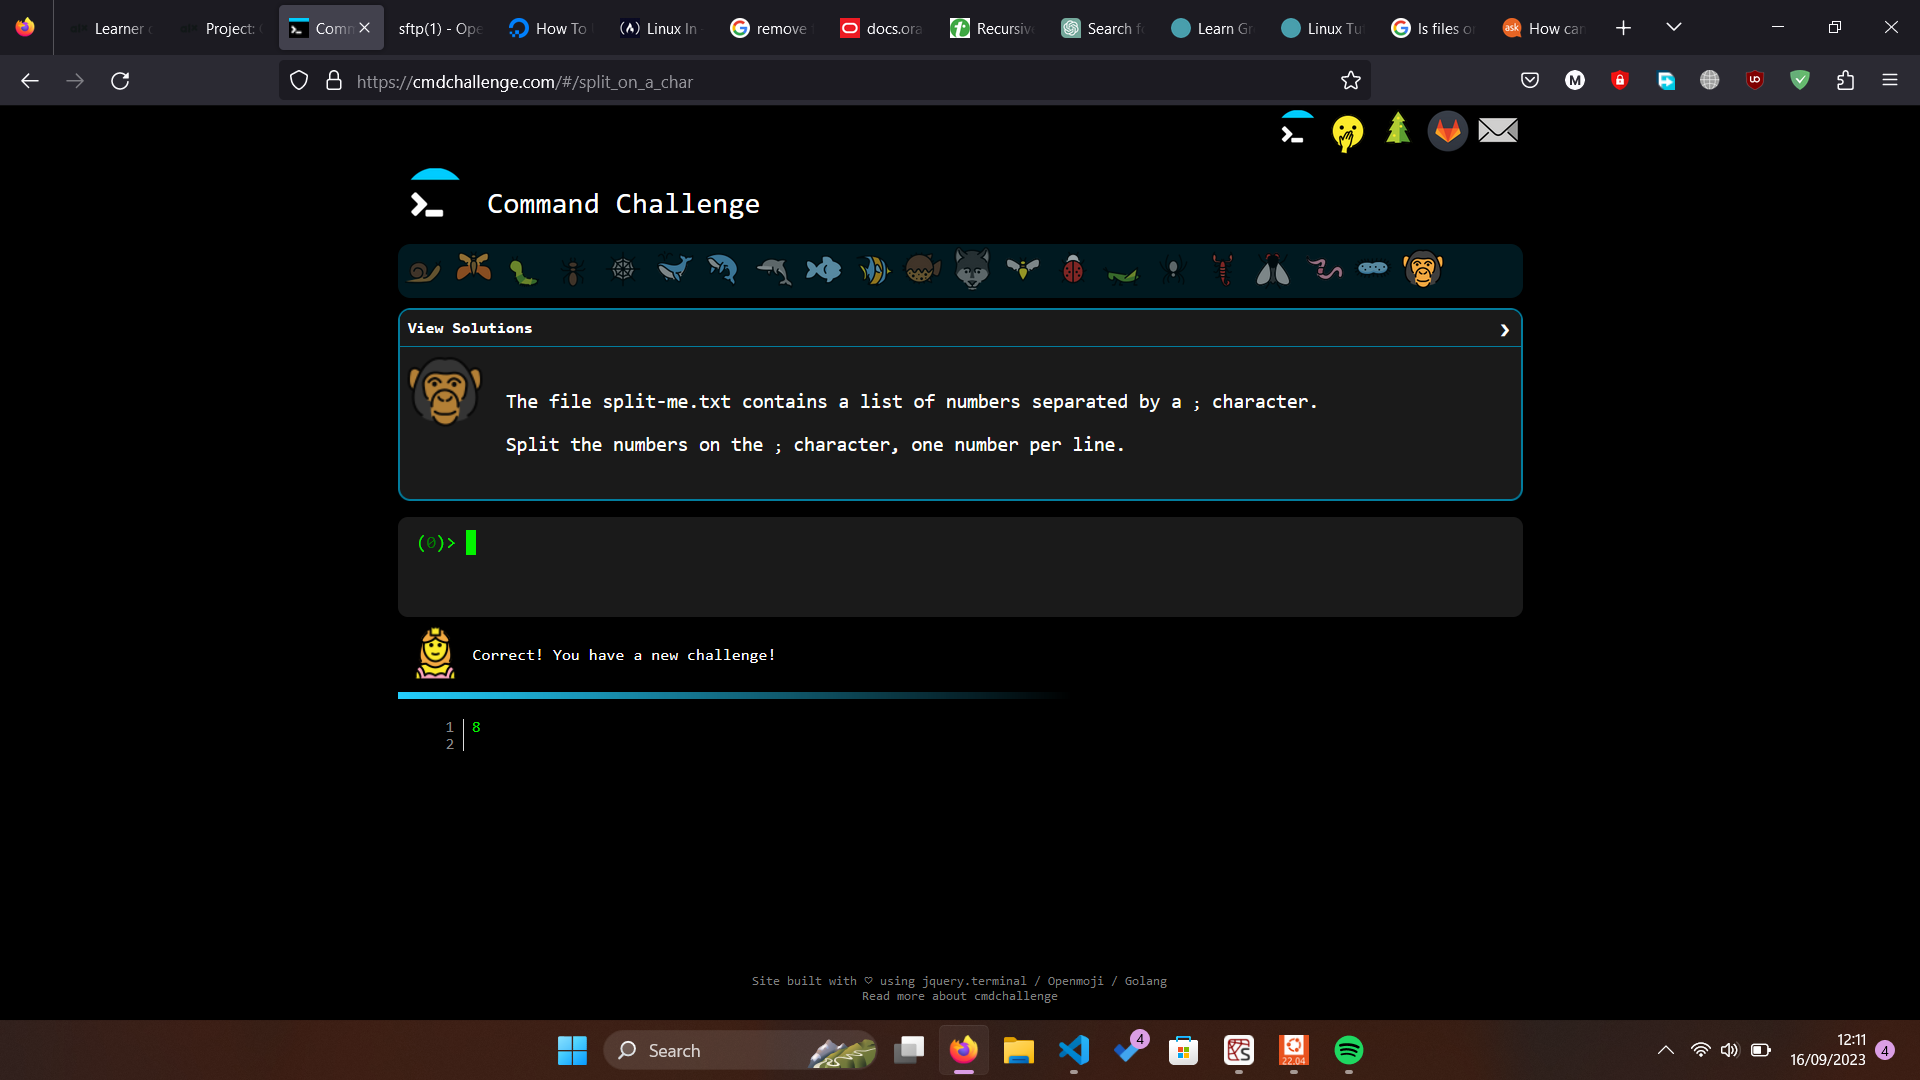 Learner
Project:
Comm
sftp(1) - Ope
How To
Linux In
remove
docs.ora
Recursiv
Search f
Learn Gr
Linux Tu
Is files o
How can
https://cmdchallenge.com/#/split_on_a_char
Command Challenge
View Solutions
The file split-me.txt contains a list of numbers separated by a ; character.
Split the numbers on the ; character, one number per line.
(0)>
Correct! You have a new challenge!
1 8
2
Site built with ♡ using jquery.terminal / Openmoji / Golang
Read more about cmdchallenge
Search
4
22.04
12:11
16/09/2023
4